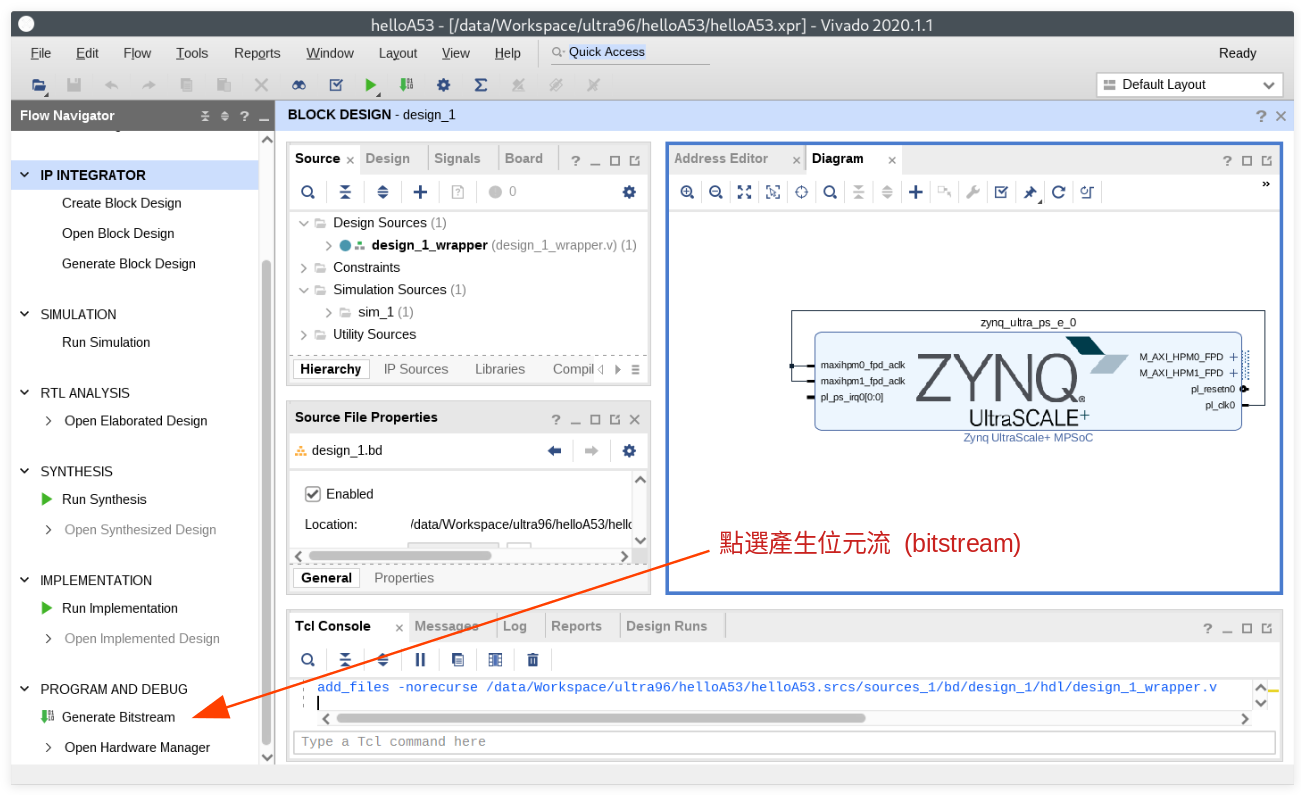 helloA53 - [/data/Workspace/ultra96/helloA53/helloA53.xpr] - Vivado 2020.1.1
File Edit Flow Tools Reports Window Layout View Help Quick Access Ready
Default Layout
Flow Navigator
IP INTEGRATOR
Create Block Design
Open Block Design
Generate Block Design
SIMULATION
Run Simulation
RTL ANALYSIS
Open Elaborated Design
SYNTHESIS
Run Synthesis
Open Synthesized Design
IMPLEMENTATION
Run Implementation
Open Implemented Design
PROGRAM AND DEBUG
Generate Bitstream
Open Hardware Manager
BLOCK DESIGN - design_1
Source Design Signals Board
0
Design Sources (1)
design_1_wrapper (design_1_wrapper.v) (1)
Constraints
Simulation Sources (1)
sim_1 (1)
Utility Sources
Hierarchy IP Sources Libraries Compil
Source File Properties
design_1.bd
Enabled
Location: /data/Workspace/ultra96/helloA53/hello
General Properties
Address Editor Diagram
zynq_ultra_ps_e_0
maxihpm0_fpd_aclk
maxihpm1_fpd_aclk
pl_ps_irq0[0:0]
ZYNQ
UltraSCALE+
M_AXI_HPM0_FPD
M_AXI_HPM1_FPD
pl_resetn0
pl_clk0
Zynq UltraScale+ MPSoC
點選產生位元流 (bitstream)
Tcl Console Messages Log Reports Design Runs
add_files -norecurse /data/Workspace/ultra96/helloA53/helloA53.srcs/sources_1/bd/design_1/hdl/design_1_wrapper.v
Type a Tcl command here